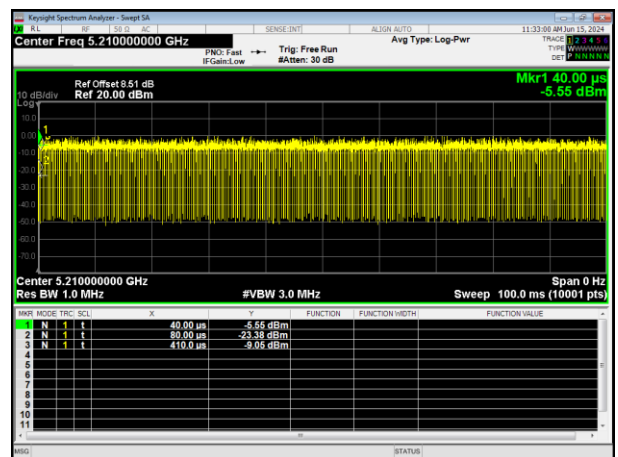 Keysight Spectrum Analyzer - Swept SA
RL RF 50 Ω AC SENSE:INT ALIGN AUTO 11:33:00 AM Jun 15, 2024
Center Freq 5.210000000 GHz
PNO: Fast
IFGain:Low
Trig: Free Run
#Atten: 30 dB
Avg Type: Log-Pwr
TRACE 1 2 3 4 5 6
TYPE WWWWWW
DET P N N N N N
Ref Offset 8.51 dB
10 dB/div Ref 20.00 dBm
Log
Mkr1 40.00 µs
-5.55 dBm
10.0
0.00
-10.0
-20.0
-30.0
-40.0
-50.0
-60.0
-70.0
1
Center 5.210000000 GHz Span 0 Hz
Res BW 1.0 MHz #VBW 3.0 MHz Sweep 100.0 ms (10001 pts)
MKR MODE TRC SCL X Y FUNCTION FUNCTION WIDTH FUNCTION VALUE
1 N 1 t 40.00 µs -5.55 dBm
2 N 1 t 80.00 µs -23.38 dBm
3 N 1 t 410.0 µs -9.05 dBm
4
5
6
7
8
9
10
11
MSG STATUS